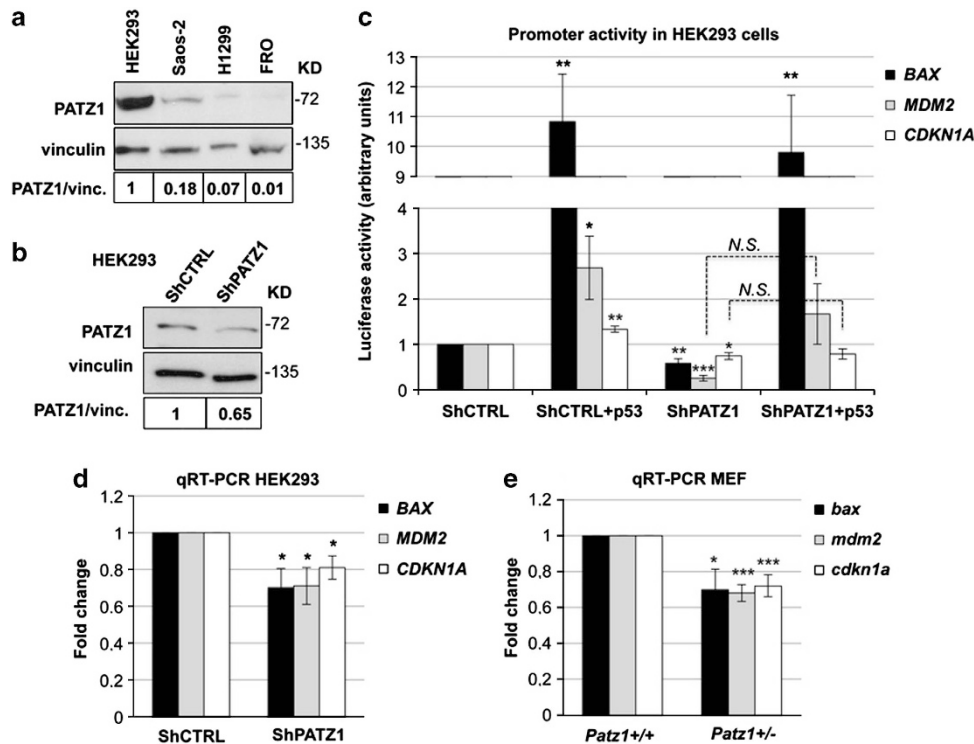 a
HEK293 Saos-2 H1299 FRO KD
PATZ1 -72
vinculin -135
PATZ1/vinc. 1 0.18 0.07 0.01
b
HEK293 ShCTRL ShPATZ1 KD
PATZ1 -72
vinculin -135
PATZ1/vinc. 1 0.65
c
Promoter activity in HEK293 cells
Luciferase activity (arbitrary units)
13
12
11
10
9
4
3
2
1
0
** **
* **
** *** *
N.S.
N.S.
ShCTRL ShCTRL+p53 ShPATZ1 ShPATZ1+p53
BAX
MDM2
CDKN1A
d
qRT-PCR HEK293
Fold change
1.2
1
0.8
0.6
0.4
0.2
0
* * *
ShCTRL ShPATZ1
BAX
MDM2
CDKN1A
e
qRT-PCR MEF
Fold change
1.2
1
0.8
0.6
0.4
0.2
0
* *** ***
Patz1+/+ Patz1+/-
bax
mdm2
cdkn1a